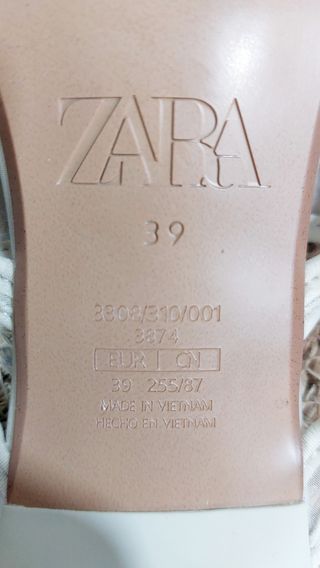 ZARA
39
3308/310/001
3874
EUR CN
39 255/87
MADE IN VIETNAM
HECHO EN VIETNAM